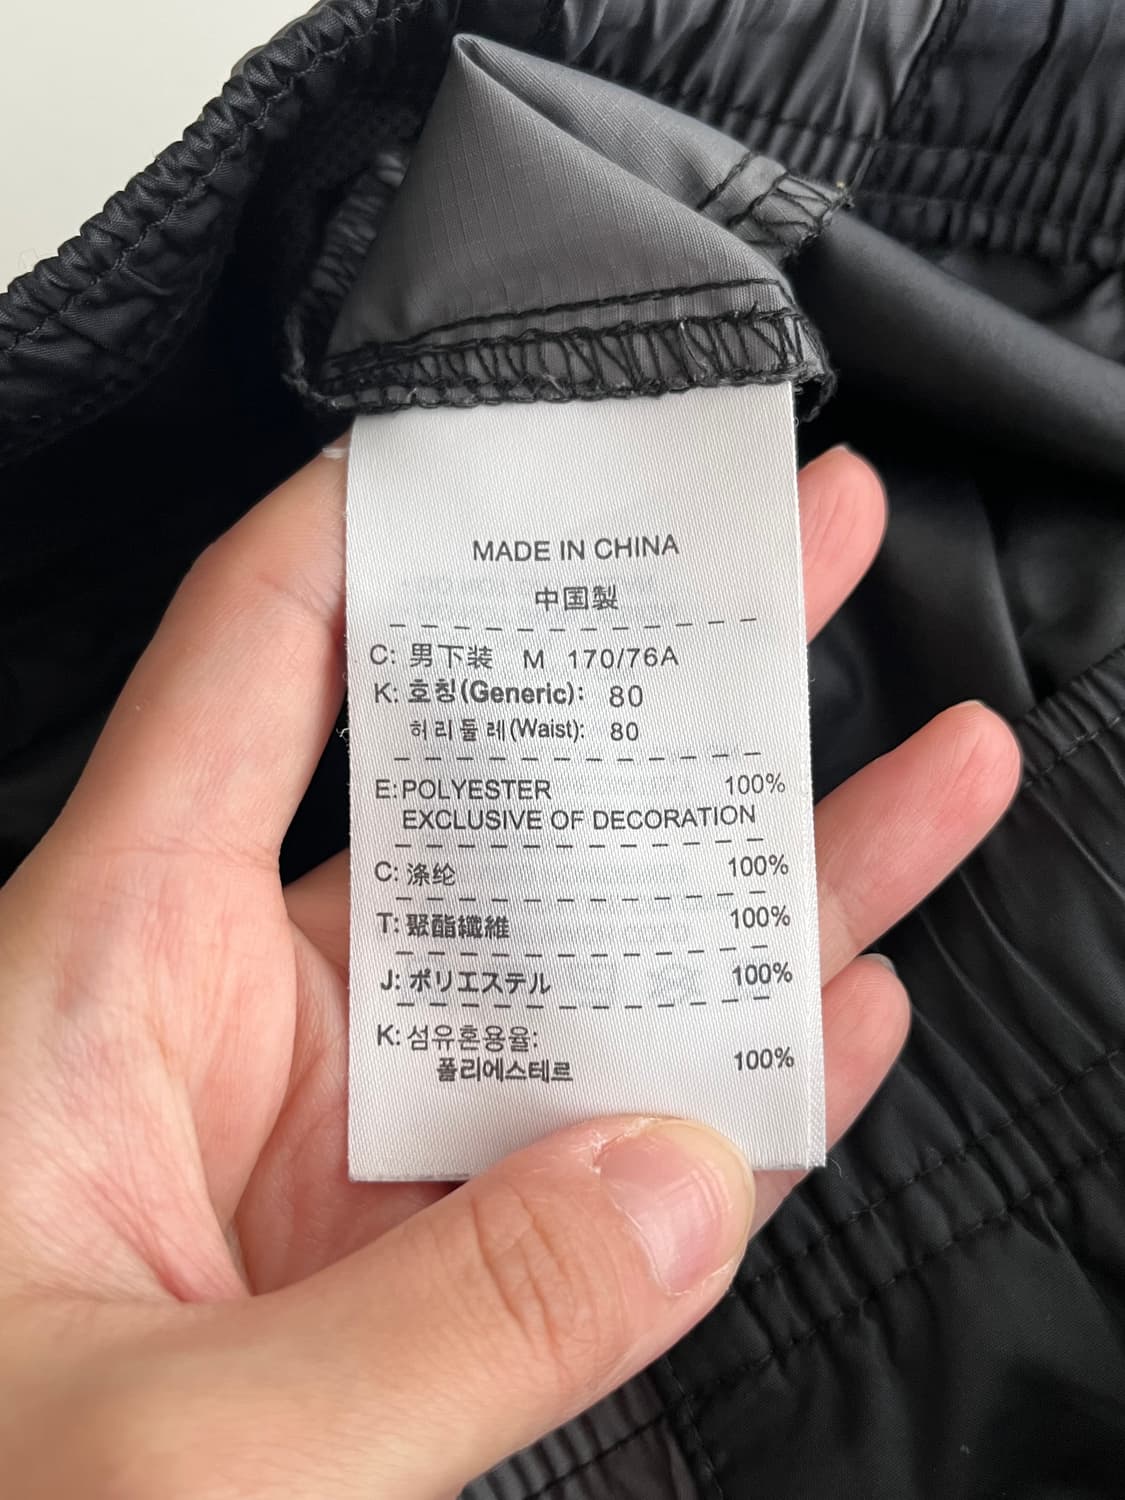 MADE IN CHINA
中国製
C: 男下装 M 170/76A
K: 호칭(Generic): 80
허리둘레(Waist): 80
E:POLYESTER 100%
EXCLUSIVE OF DECORATION
C: 涤纶 100%
T: 聚酯纖維 100%
J: ポリエステル 100%
K: 섬유혼용율:
폴리에스테르 100%